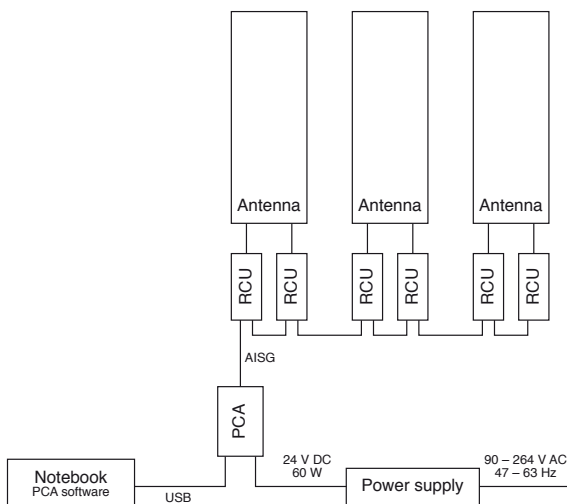 Antenna
Antenna
Antenna
RCU
RCU
RCU
RCU
RCU
RCU
AISG
PCA
24 V DC
60 W
90 – 264 V AC
47 – 63 Hz
Notebook
PCA software
USB
Power supply